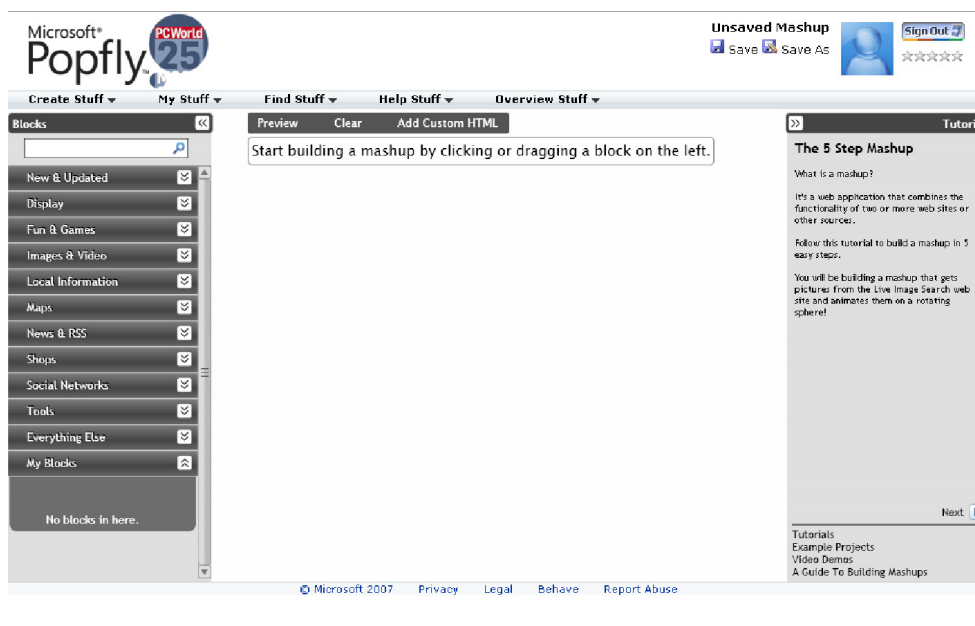 Microsoft®
Popfly™
PCWorld
25
Unsaved Mashup
Save Save As
Sign Out
Create Stuff My Stuff Find Stuff Help Stuff Overview Stuff
Blocks
Preview Clear Add Custom HTML
Start building a mashup by clicking or dragging a block on the left.
New & Updated
Display
Fun & Games
Images & Video
Local Information
Maps
News & RSS
Shops
Social Networks
Tools
Everything Else
My Blocks
No blocks in here.
Tutori
The 5 Step Mashup
What is a mashup?
It's a web application that combines the
functionality of two or more web sites or
other sources.
Follow this tutorial to build a mashup in 5
easy steps.
You will be building a mashup that gets
pictures from the Live Image Search web
site and animates them on a rotating
sphere!
Next
Tutorials
Example Projects
Video Demos
A Guide To Building Mashups
© Microsoft 2007 Privacy Legal Behave Report Abuse